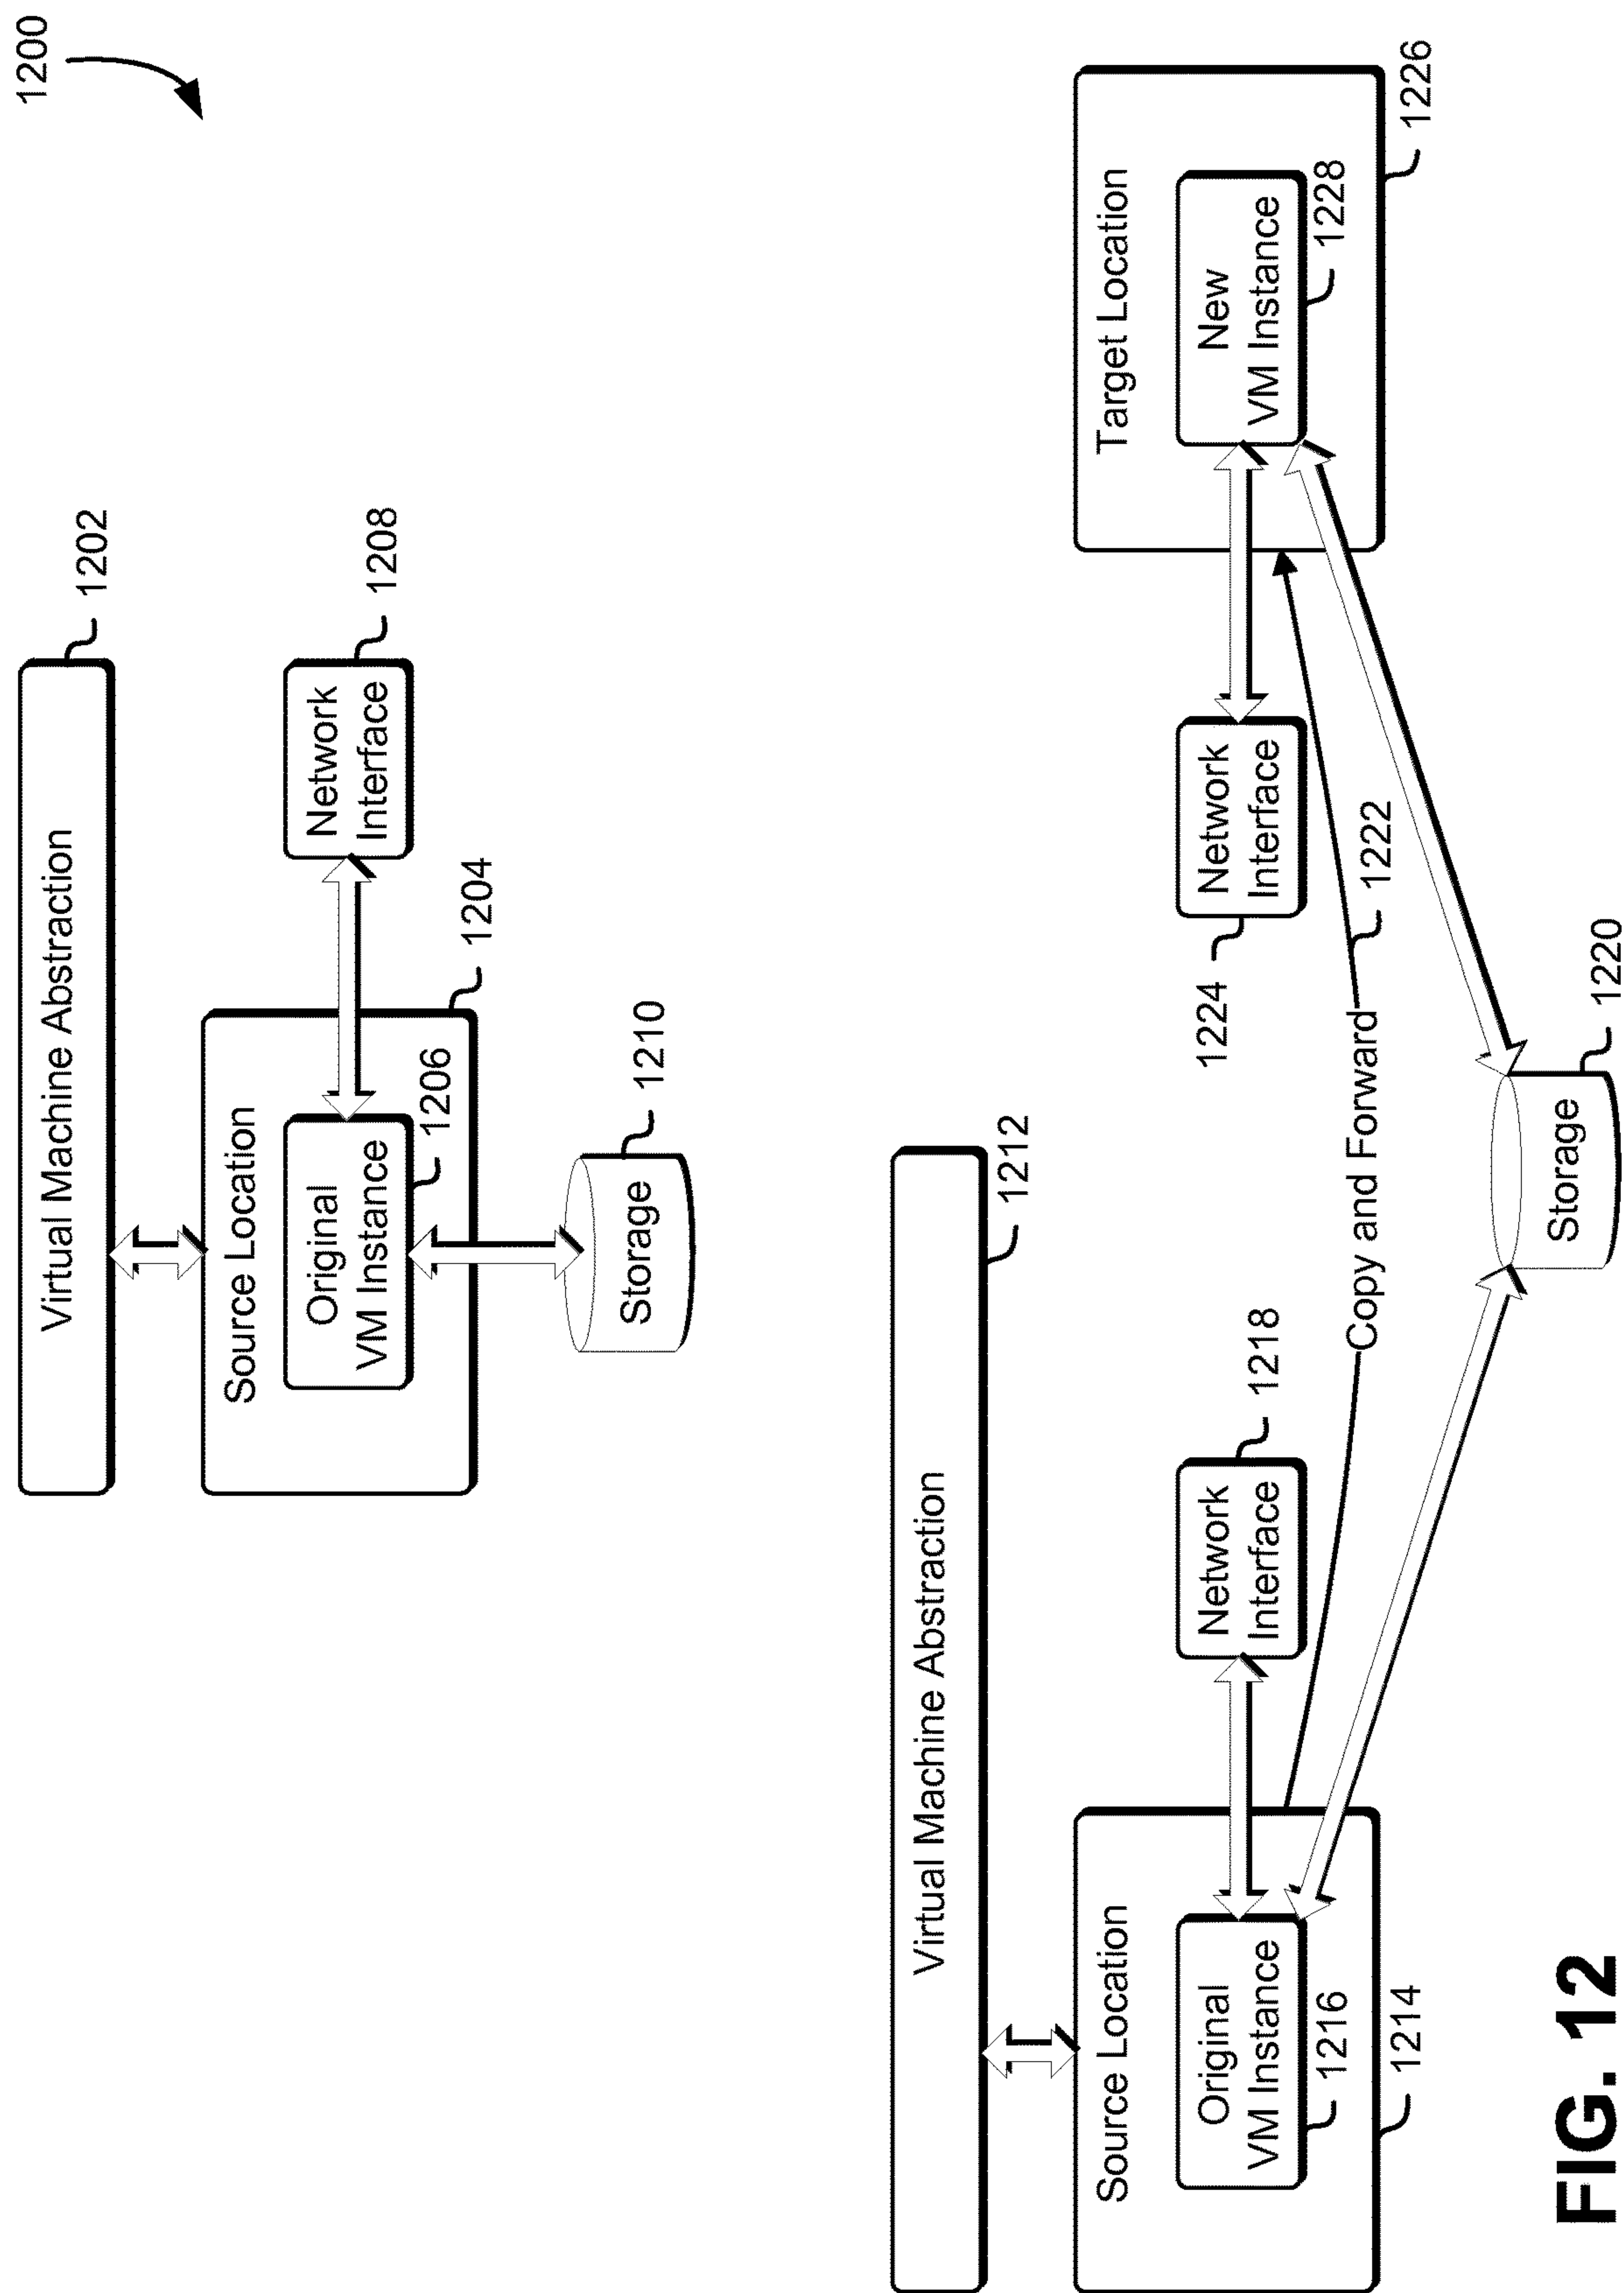 1200
Virtual Machine Abstraction
1202
Source Location
Original
VM Instance
1206
1204
Network
Interface
1208
Storage
1210
Virtual Machine Abstraction
1212
Source Location
Original
VM Instance
1216
1214
Network
Interface
1218
Copy and Forward
1222
Network
Interface
1224
Target Location
New
VM Instance
1228
1226
Storage
1220
FIG. 12